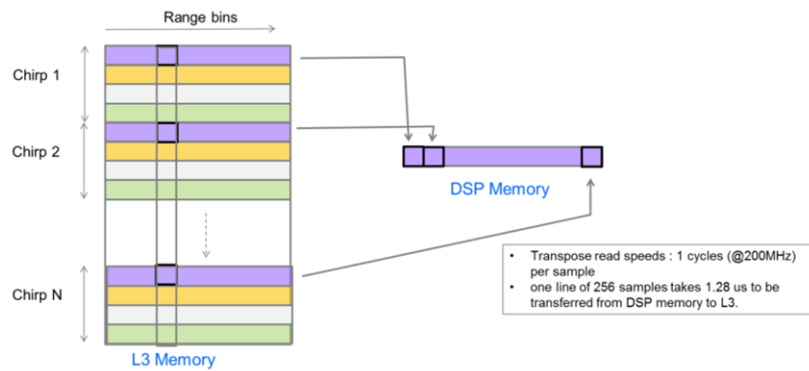 Range bins
Chirp 1
Chirp 2
Chirp N
L3 Memory
DSP Memory
• Transpose read speeds : 1 cycles (@200MHz)
per sample
• one line of 256 samples takes 1.28 us to be
transferred from DSP memory to L3.